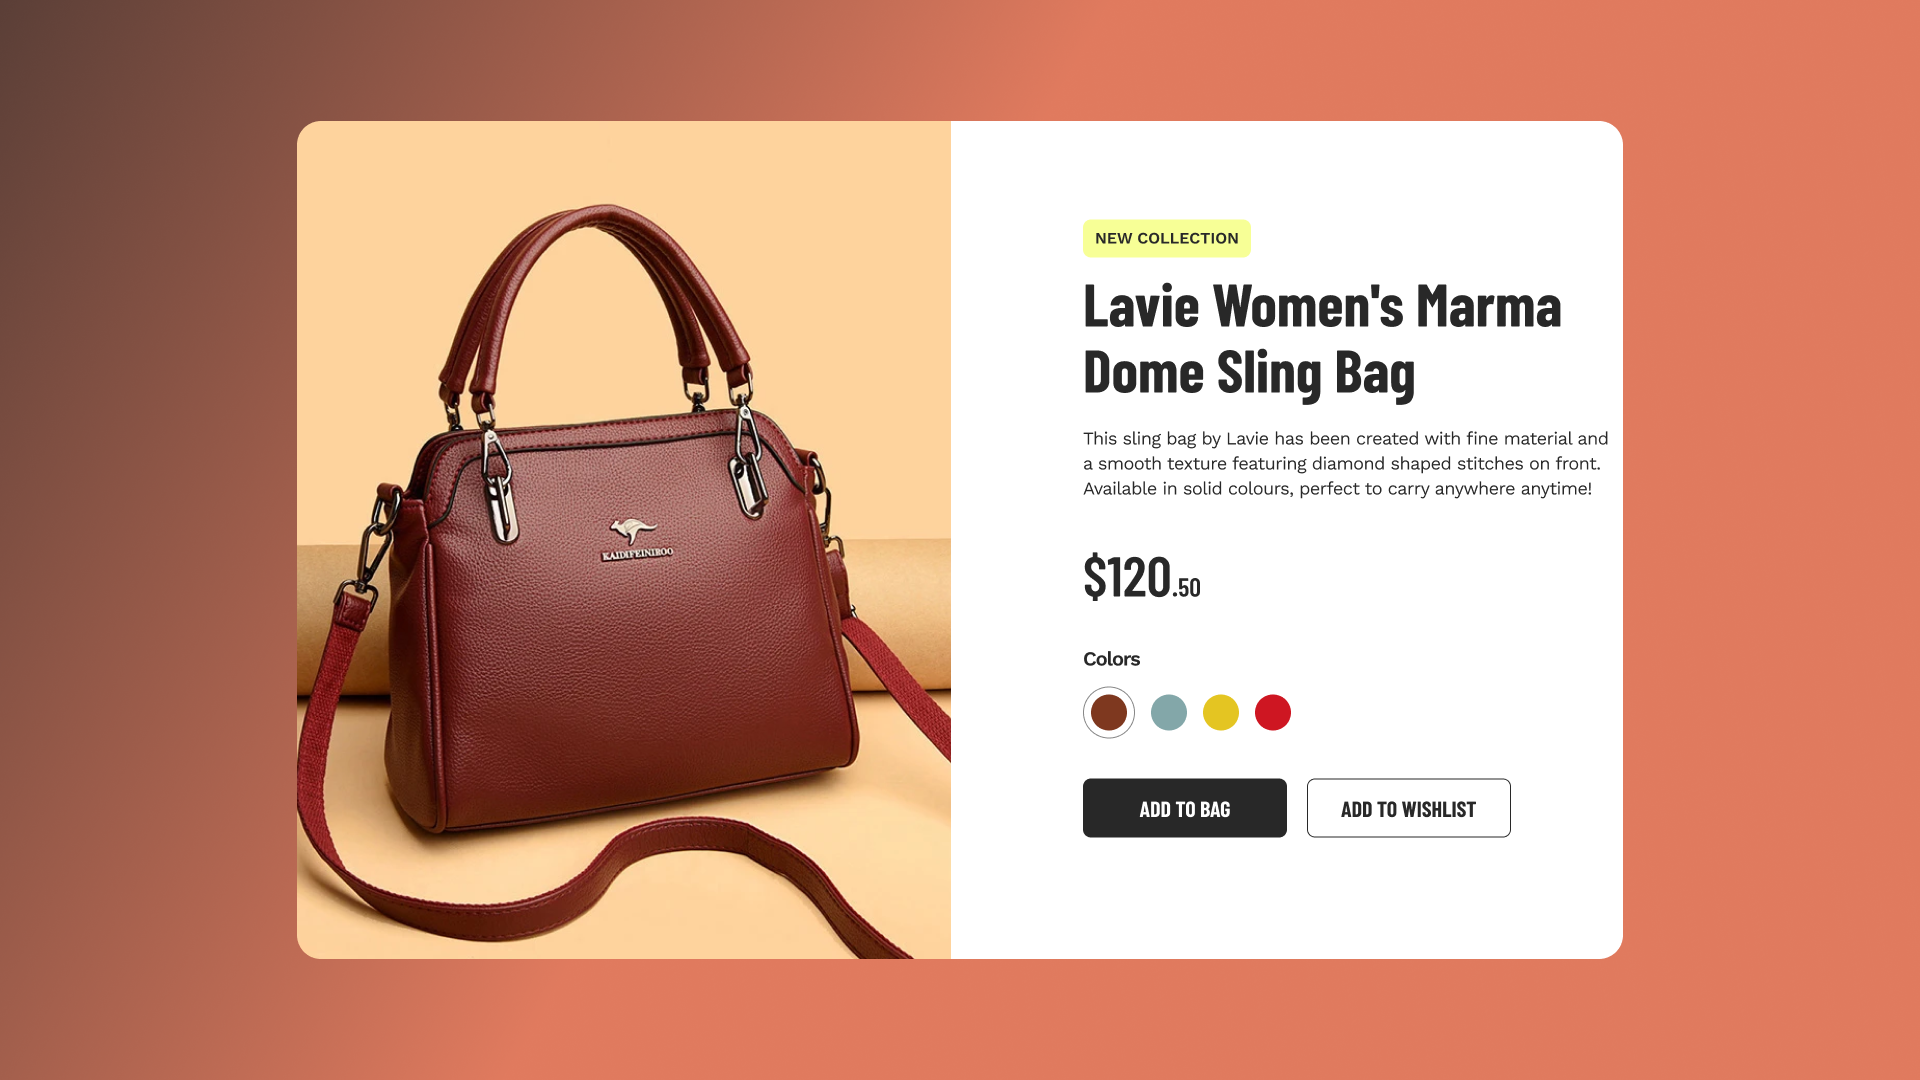 KAIDIFEINIROO
NEW COLLECTION
Lavie Women's Marma
Dome Sling Bag
This sling bag by Lavie has been created with fine material and
a smooth texture featuring diamond shaped stitches on front.
Available in solid colours, perfect to carry anywhere anytime!
$120.50
Colors
ADD TO BAG
ADD TO WISHLIST